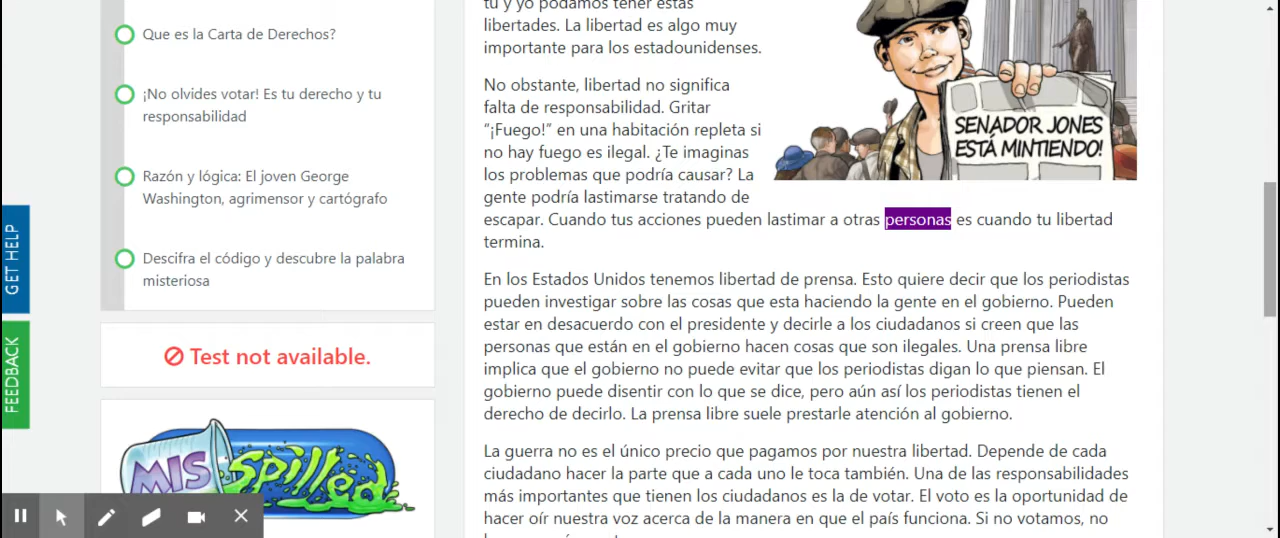 GET HELP
FEEDBACK
Que es la Carta de Derechos?
¡No olvides votar! Es tu derecho y tu
responsabilidad
Razón y lógica: El joven George
Washington, agrimensor y cartógrafo
Descifra el código y descubre la palabra
misteriosa
Test not available.
MIS
Spilled
tú y yo podamos tener estas
libertades. La libertad es algo muy
importante para los estadounidenses.
No obstante, libertad no significa
falta de responsabilidad. Gritar
“¡Fuego!” en una habitación repleta si
no hay fuego es ilegal. ¿Te imaginas
los problemas que podría causar? La
gente podría lastimarse tratando de
escapar. Cuando tus acciones pueden lastimar a otras personas es cuando tu libertad
termina.
SENADOR JONES
ESTÁ MINTIENDO!
En los Estados Unidos tenemos libertad de prensa. Esto quiere decir que los periodistas
pueden investigar sobre las cosas que esta haciendo la gente en el gobierno. Pueden
estar en desacuerdo con el presidente y decirle a los ciudadanos si creen que las
personas que están en el gobierno hacen cosas que son ilegales. Una prensa libre
implica que el gobierno no puede evitar que los periodistas digan lo que piensan. El
gobierno puede disentir con lo que se dice, pero aún así los periodistas tienen el
derecho de decirlo. La prensa libre suele prestarle atención al gobierno.
La guerra no es el único precio que pagamos por nuestra libertad. Depende de cada
ciudadano hacer la parte que a cada uno le toca también. Una de las responsabilidades
más importantes que tienen los ciudadanos es la de votar. El voto es la oportunidad de
hacer oír nuestra voz acerca de la manera en que el país funciona. Si no votamos, no